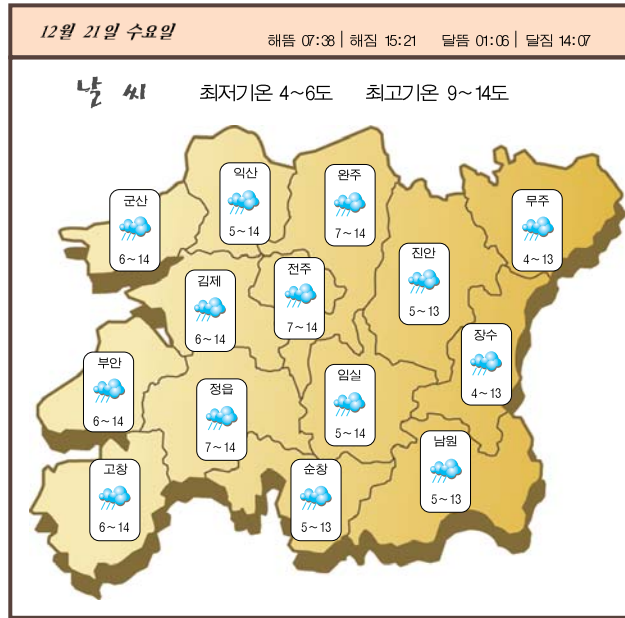 12월 21일 수요일
해뜸 07:38 | 해짐 15:21 달뜸 01:06 | 달짐 14:07
날 씨 최저기온 4~6도 최고기온 9~14도
익산
5~14
완주
7~14
군산
6~14
무주
4~13
진안
5~13
김제
6~14
전주
7~14
장수
4~13
부안
6~14
정읍
7~14
임실
5~14
남원
5~13
고창
6~14
순창
5~13